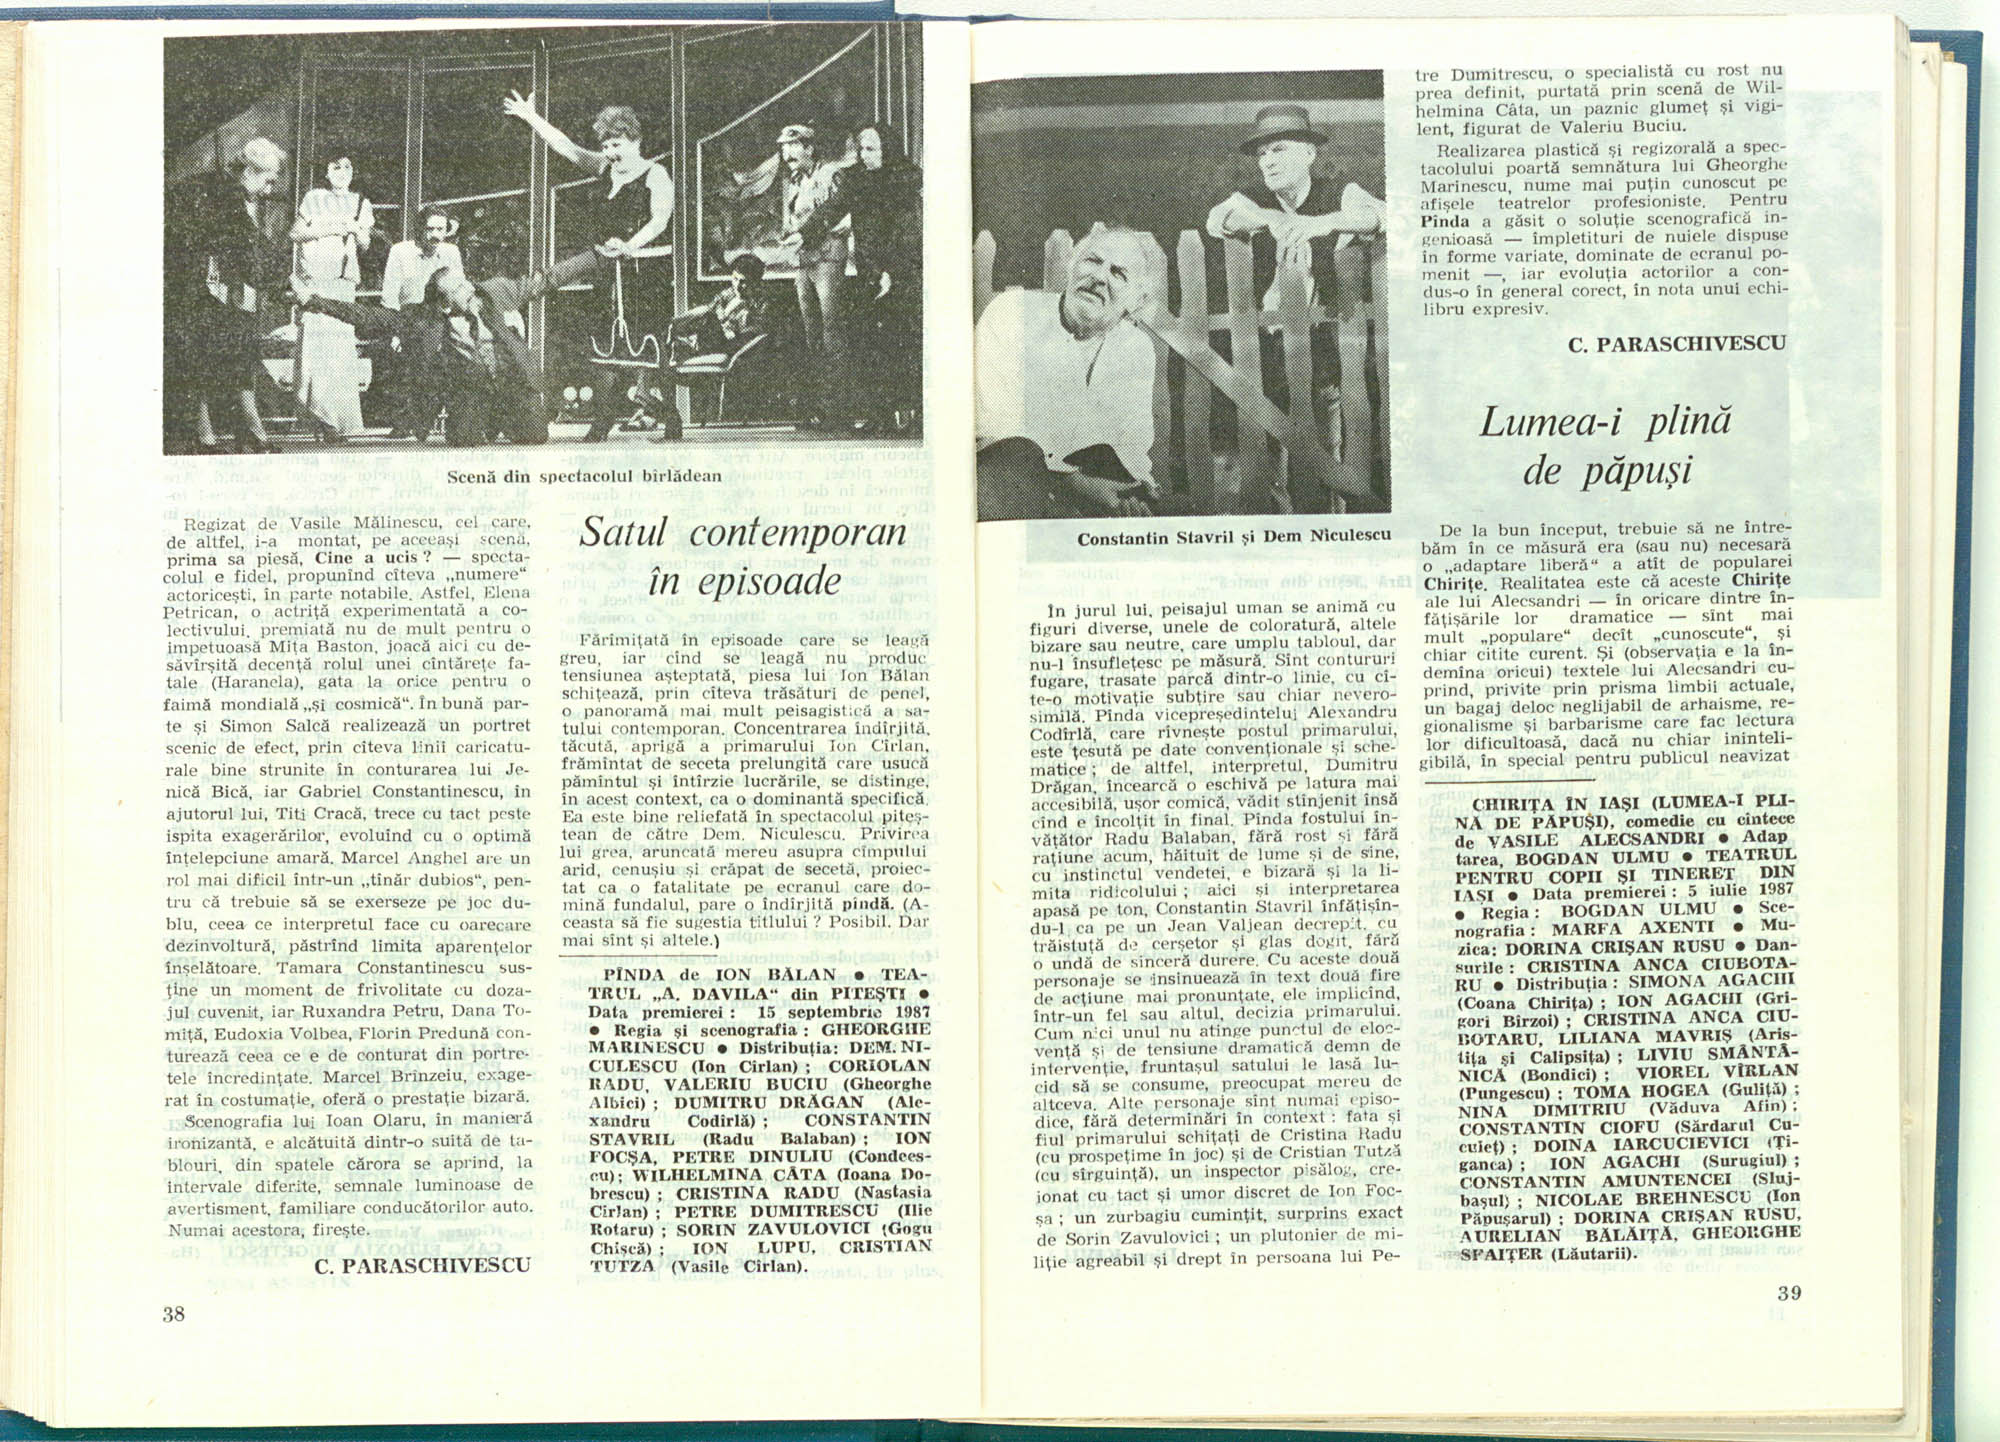 Scenă din spectacolul bîrlădean
Regizat de Vasile Mălinescu, cel care,
de altfel, i-a montat, pe aceeași scenă,
prima sa piesă, Cine a ucis ? — specta-
colul e fidel, propunînd cîteva „numere“
actoricești, în parte notabile. Astfel, Elena
Petrican, o actriță experimentată a co-
lectivului, premiată nu de mult pentru o
impetuoasă Mița Baston, joacă aici cu de-
săvîrșită decență rolul unei cîntărețe fa-
tale (Haranela), gata la orice pentru o
faimă mondială „și cosmică“. În bună par-
te și Simon Salcă realizează un portret
scenic de efect, prin cîteva linii caricatu-
rale bine strunite în conturarea lui Je-
nică Bică, iar Gabriel Constantinescu, în
ajutorul lui, Titi Cracă, trece cu tact peste
ispita exagerărilor, evoluînd cu o optimă
înțelepciune amară. Marcel Anghel are un
rol mai dificil într-un „tînăr dubios“, pen-
tru că trebuie să se exerseze pe joc du-
blu, ceea ce interpretul face cu oarecare
dezinvoltură, păstrînd limita aparențelor
înșelătoare. Tamara Constantinescu sus-
ține un moment de frivolitate cu doza-
jul cuvenit, iar Ruxandra Petru, Dana To-
miță, Eudoxia Volbea, Florin Predună con-
turează ceea ce e de conturat din portre-
tele încredințate. Marcel Brînzeiu, exage-
rat în costumație, oferă o prestație bizară.
Scenografia lui Ioan Olaru, în manieră
ironizantă, e alcătuită dintr-o suită de ta-
blouri, din spatele cărora se aprind, la
intervale diferite, semnale luminoase de
avertisment, familiare conducătorilor auto.
Numai acestora, firește.
C. PARASCHIVESCU
38
Satul contemporan
în episoade
Fărîmițată în episoade care se leagă
greu, iar cînd se leagă nu produc
tensiunea așteptată, piesa lui Ion Bălan
schițează, prin cîteva trăsături de penel,
o panoramă mai mult peisagistică a sa-
tului contemporan. Concentrarea îndîrjită,
tăcută, aprigă a primarului Ion Cîrlan,
frămîntat de seceta prelungită care usucă
pămîntul și întîrzie lucrările, se distinge,
în acest context, ca o dominantă specifică.
Ea este bine reliefată în spectacolul piteș-
tean de către Dem. Niculescu. Privirea
lui grea, aruncată mereu asupra cîmpului
arid, cenușiu și crăpat de secetă, proiec-
tat ca o fatalitate pe ecranul care do-
mină fundalul, pare o îndîrjită pîndă. (A-
ceasta să fie sugestia titlului ? Posibil. Dar
mai sînt și altele.)
PÎNDA de ION BĂLAN ● TEA-
TRUL „A. DAVILA“ din PITEȘTI ●
Data premierei : 15 septembrie 1987
● Regia și scenografia : GHEORGHE
MARINESCU ● Distribuția: DEM. NI-
CULESCU (Ion Cîrlan) ; CORIOLAN
RADU, VALERIU BUCIU (Gheorghe
Albici) ; DUMITRU DRĂGAN (Ale-
xandru Codîrlă) ; CONSTANTIN
STAVRIL (Radu Balaban) ; ION
FOCȘA, PETRE DINULIU (Condees-
cu) ; WILHELMINA CÂTA (Ioana Do-
brescu) ; CRISTINA RADU (Nastasia
Cîrlan) ; PETRE DUMITRESCU (Ilie
Rotaru) ; SORIN ZAVULOVICI (Gogu
Chișcă) ; ION LUPU, CRISTIAN
TUTZA (Vasile Cîrlan).
Constantin Stavril și Dem Niculescu
În jurul lui, peisajul uman se animă cu
figuri diverse, unele de coloratură, altele
bizare sau neutre, care umplu tabloul, dar
nu-l însuflețesc pe măsură. Sînt contururi
fugare, trasate parcă dintr-o linie, cu cî-
te-o motivație subțire sau chiar nevero-
similă. Pînda vicepreședintelui Alexandru
Codîrlă, care rîvnește postul primarului,
este țesută pe date convenționale și sche-
matice ; de altfel, interpretul, Dumitru
Drăgan, încearcă o eschivă pe latura mai
accesibilă, ușor comică, vădit stînjenit însă
cînd e încolțit în final. Pînda fostului în-
vățător Radu Balaban, fără rost și fără
rațiune acum, hăituit de lume și de sine,
cu instinctul vendetei, e bizară și la li-
mita ridicolului ; aici și interpretarea
apasă pe ton, Constantin Stavril înfățișîn-
du-l ca pe un Jean Valjean decrepit, cu
trăistuță de cerșetor și glas dogit, fără
o undă de sinceră durere. Cu aceste două
personaje se insinuează în text două fire
de acțiune mai pronunțate, ele implicînd,
într-un fel sau altul, decizia primarului.
Cum nici unul nu atinge punctul de eloc-
vență și de tensiune dramatică demn de
intervenție, fruntașul satului le lasă lu-
cid să se consume, preocupat mereu de
altceva. Alte personaje sînt numai episo-
dice, fără determinări în context : fata și
fiul primarului schițați de Cristina Radu
(cu prospețime în joc) și de Cristian Tutză
(cu sîrguință), un inspector pisălog, cre-
ionat cu tact și umor discret de Ion Foc-
șa ; un zurbagiu cumințit, surprins exact
de Sorin Zavulovici ; un plutonier de mi-
liție agreabil și drept în persoana lui Pe-
tre Dumitrescu, o specialistă cu rost nu
prea definit, purtată prin scenă de Wil-
helmina Câta, un paznic glumeț și vigi-
lent, figurat de Valeriu Buciu.
Realizarea plastică și regizorală a spec-
tacolului poartă semnătura lui Gheorghe
Marinescu, nume mai puțin cunoscut pe
afișele teatrelor profesioniste. Pentru
Pînda a găsit o soluție scenografică in-
genioasă — împletituri de nuiele dispuse
în forme variate, dominate de ecranul po-
menit —, iar evoluția actorilor a con-
dus-o în general corect, în nota unui echi-
libru expresiv.
C. PARASCHIVESCU
Lumea-i plină
de păpuși
De la bun început, trebuie să ne între-
băm în ce măsură era (sau nu) necesară
o „adaptare liberă“ a atît de popularei
Chirițe. Realitatea este că aceste Chirițe
ale lui Alecsandri — în oricare dintre în-
fățișările lor dramatice — sînt mai
mult „populare“ decît „cunoscute“, și
chiar citite curent. Și (observația e la în-
demîna oricui) textele lui Alecsandri cu-
prind, privite prin prisma limbii actuale,
un bagaj deloc neglijabil de arhaisme, re-
gionalisme și barbarisme care fac lectura
lor dificultoasă, dacă nu chiar ininteli-
gibilă, în special pentru publicul neavizat
CHIRIȚA ÎN IAȘI (LUMEA-I PLI-
NĂ DE PĂPUȘI), comedie cu cîntece
de VASILE ALECSANDRI ● Adap
tarea, BOGDAN ULMU ● TEATRUL
PENTRU COPII ȘI TINERET DIN
IAȘI ● Data premierei : 5 iulie 1987
● Regia : BOGDAN ULMU ● Sce-
nografia : MARFA AXENTI ● Mu-
zica: DORINA CRIȘAN RUSU ● Dan-
surile : CRISTINA ANCA CIUBOTA-
RU ● Distribuția : SIMONA AGACHI
(Coana Chirița) ; ION AGACHI (Gri-
gori Bîrzoi) ; CRISTINA ANCA CIU-
BOTARU, LILIANA MAVRIȘ (Aris-
tița și Calipsița) ; LIVIU SMÂNTÂ-
NICĂ (Bondici) ; VIOREL VÎRLAN
(Pungescu) ; TOMA HOGEA (Guliță) ;
NINA DIMITRIU (Văduva Afin) ;
CONSTANTIN CIOFU (Sărdarul Cu-
culeț) ; DOINA IARCUCIEVICI (Ți-
ganca) ; ION AGACHI (Surugiul) ;
CONSTANTIN AMUNTENCEI (Sluj-
bașul) ; NICOLAE BREHNESCU (Ion
Păpușarul) ; DORINA CRIȘAN RUSU,
AURELIAN BĂLĂIȚĂ, GHEORGHE
SFAIȚER (Lăutarii).
39